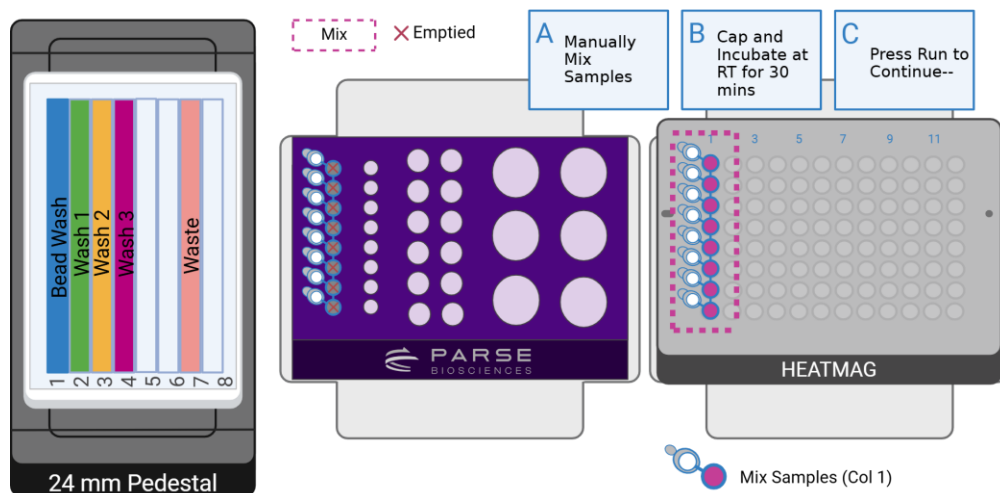 Mix
Emptied
A
Manually
Mix
Samples
B
Cap and
Incubate at
RT for 30
mins
C
Press Run to
Continue--
Bead Wash
Wash 1
Wash 2
Wash 3
Waste
1 2 3 4 5 6 7 8
24 mm Pedestal
PARSE
BIOSCIENCES
1 3 5 7 9 11
HEATMAG
Mix Samples (Col 1)